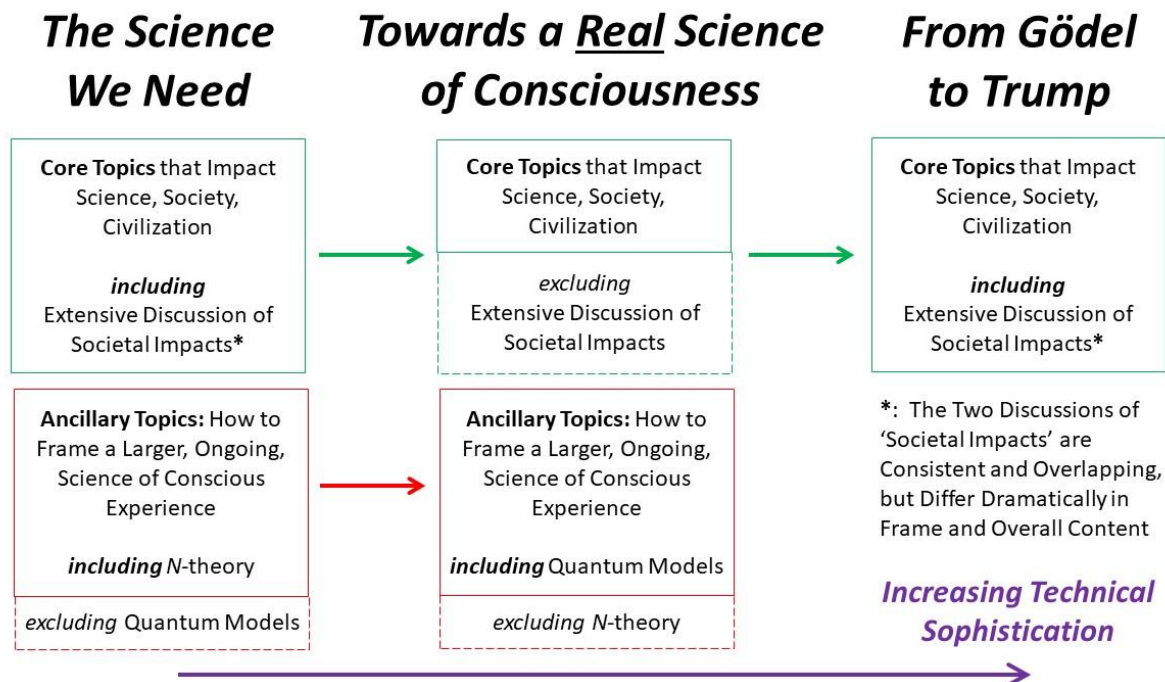 The Science
We Need
Core Topics that Impact
Science, Society,
Civilization
including
Extensive Discussion of
Societal Impacts*
Ancillary Topics: How to
Frame a Larger, Ongoing,
Science of Conscious
Experience
including N-theory
excluding Quantum Models
Towards a Real Science
of Consciousness
Core Topics that Impact
Science, Society,
Civilization
excluding
Extensive Discussion of
Societal Impacts
Ancillary Topics: How to
Frame a Larger, Ongoing,
Science of Conscious
Experience
including Quantum Models
excluding N-theory
From Gödel
to Trump
Core Topics that Impact
Science, Society,
Civilization
including
Extensive Discussion of
Societal Impacts*
*: The Two Discussions of
‘Societal Impacts’ are
Consistent and Overlapping,
but Differ Dramatically in
Frame and Overall Content
Increasing Technical
Sophistication